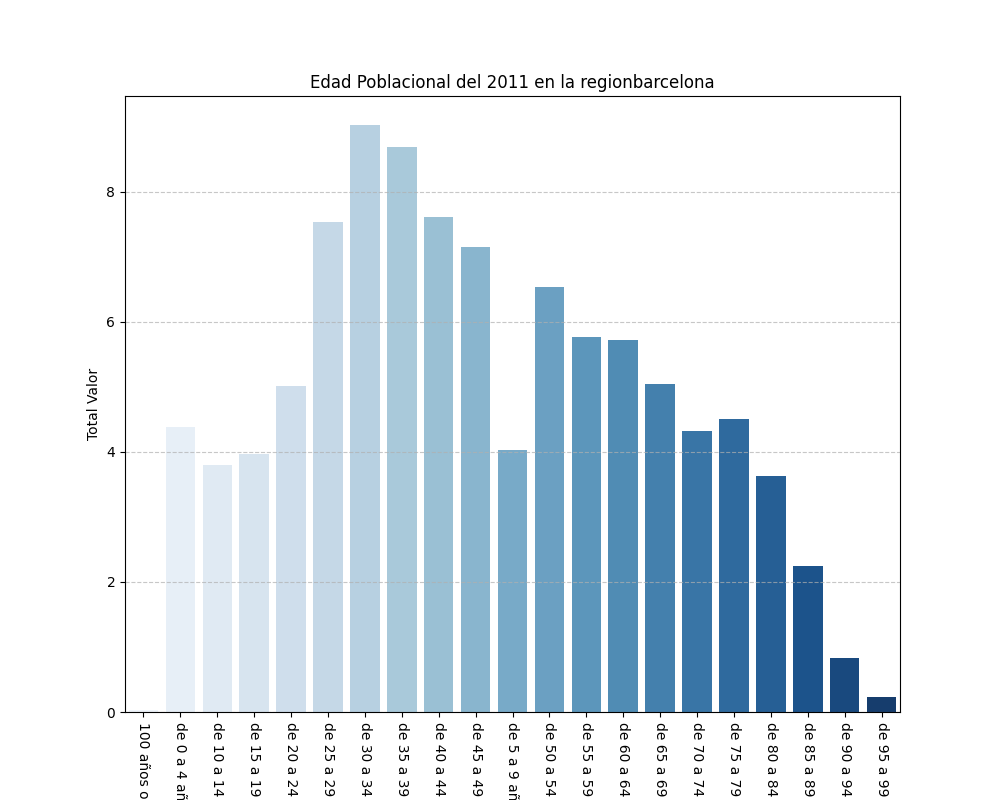 Edad Poblacional del 2011 en la regionbarcelona
Total Valor
8
6
4
2
0
100 años o
de 0 a 4 añ
de 10 a 14
de 15 a 19
de 20 a 24
de 25 a 29
de 30 a 34
de 35 a 39
de 40 a 44
de 45 a 49
de 5 a 9 añ
de 50 a 54
de 55 a 59
de 60 a 64
de 65 a 69
de 70 a 74
de 75 a 79
de 80 a 84
de 85 a 89
de 90 a 94
de 95 a 99